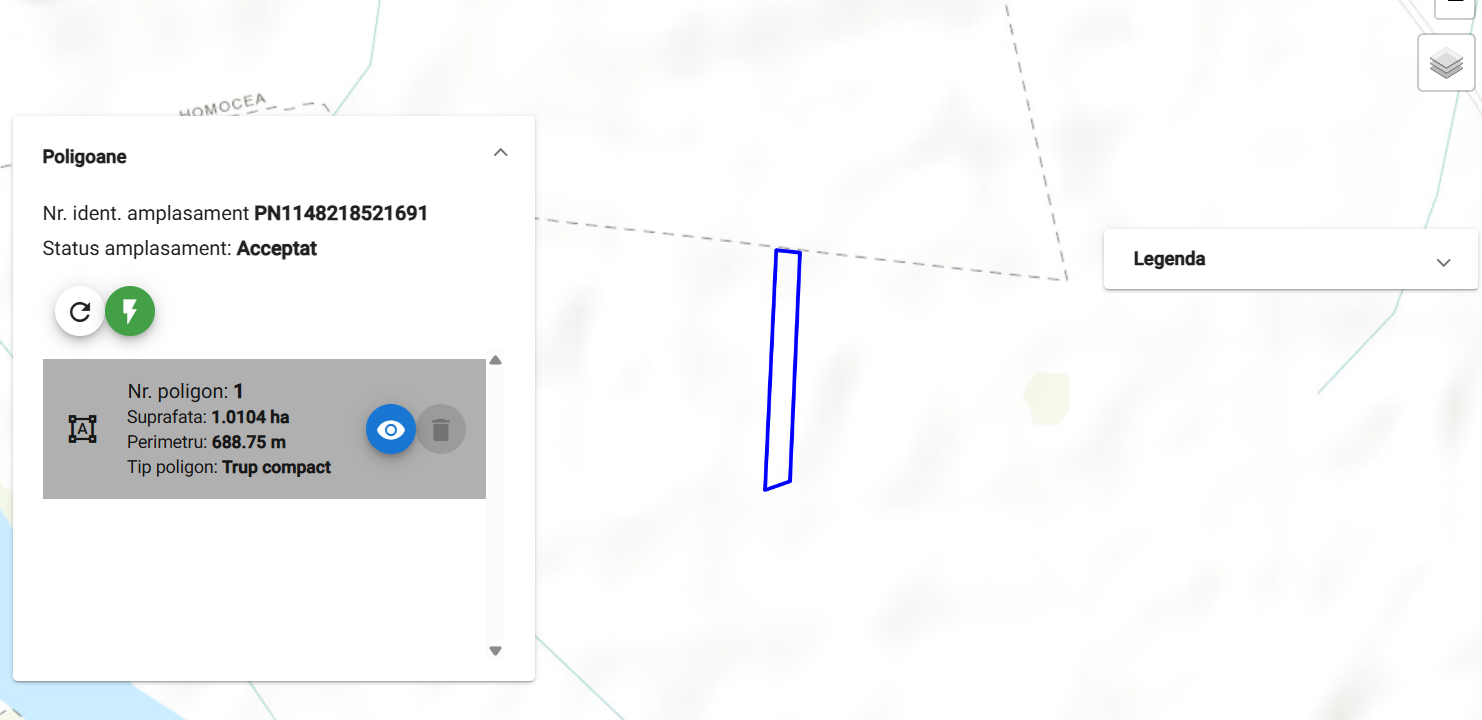 HOMOCEA
Poligoane
Nr. ident. amplasament PN1148218521691
Status amplasament: Acceptat
Legenda
Nr. poligon: 1
A
Suprafata: 1.0104 ha
Perimetru: 688.75 m
Tip poligon: Trup compact